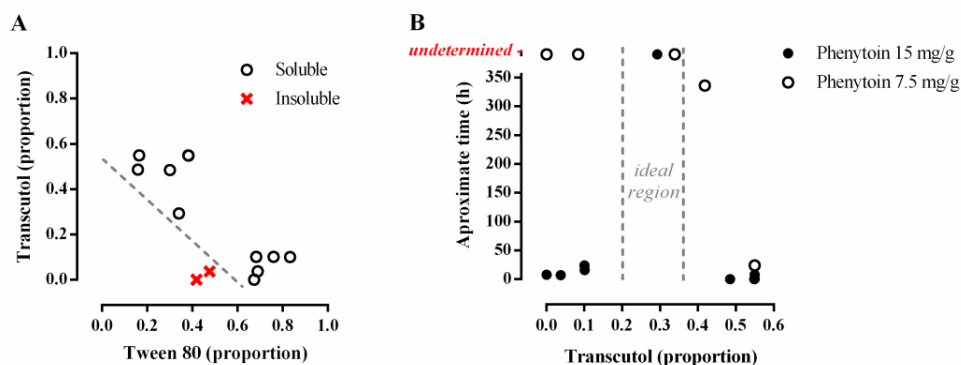 A
Transcutol (proportion)
1.0
0.8
0.6
0.4
0.2
0.0
0.0 0.2 0.4 0.6 0.8 1.0
Tween 80 (proportion)
Soluble
Insoluble
B
Aproximate time (h)
undetermined
350
300
250
200
150
100
50
0
0.0 0.1 0.2 0.3 0.4 0.5 0.6
Transcutol (proportion)
ideal
region
Phenytoin 15 mg/g
Phenytoin 7.5 mg/g